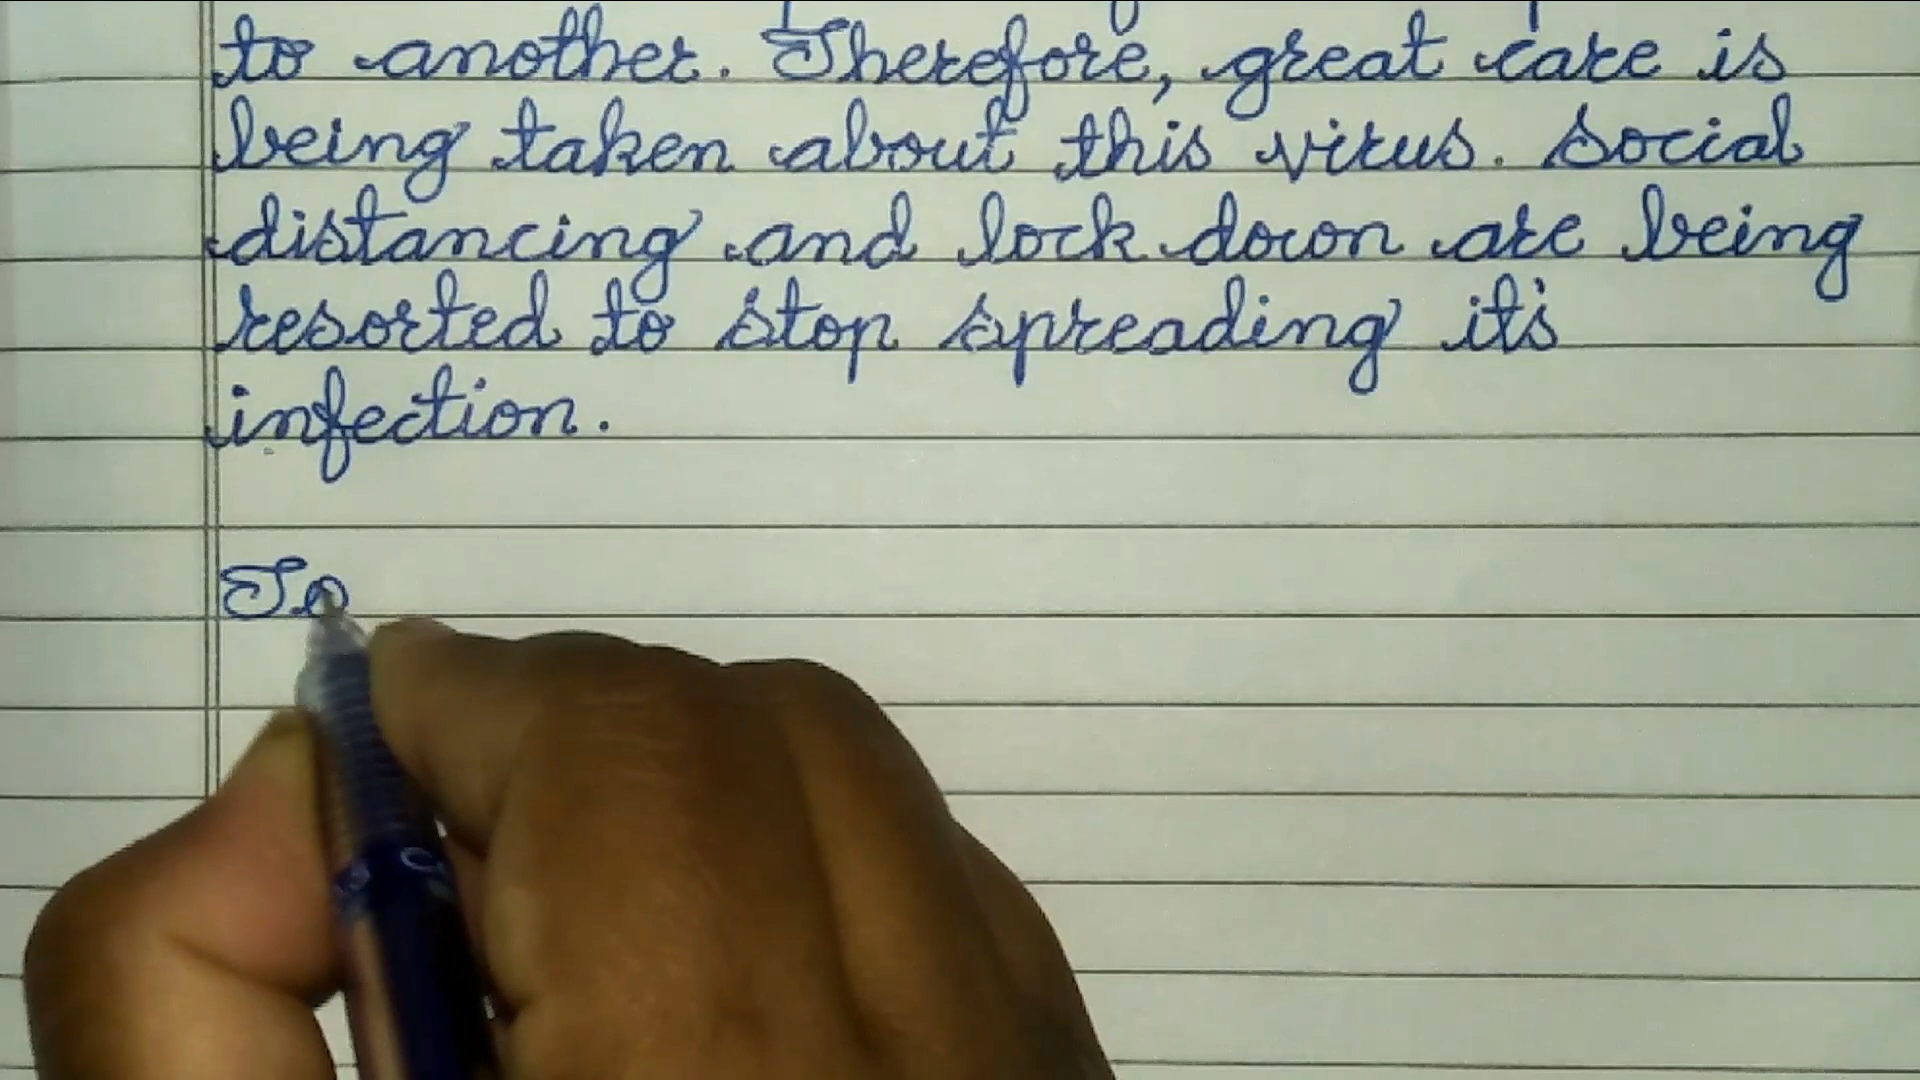 to another. Therefore, great care is
being taken about this virus. Social
distancing and lock down are being
resorted to stop spreading it's
infection.
To